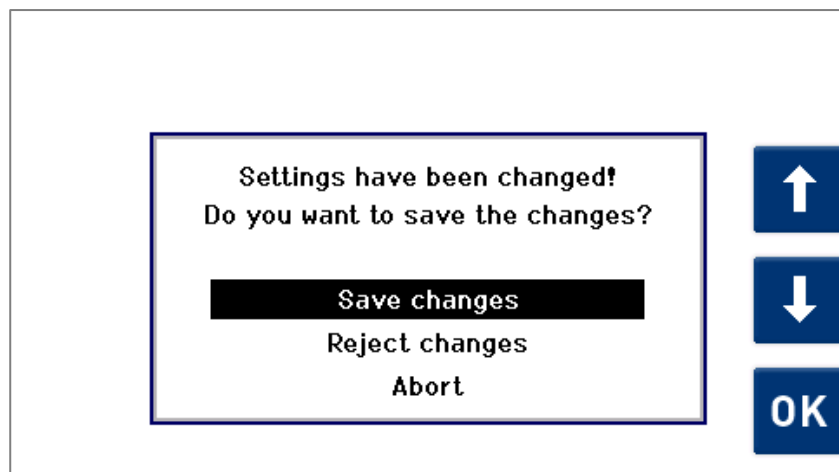 Settings have been changed!
Do you want to save the changes?
Save changes
Reject changes
Abort
OK